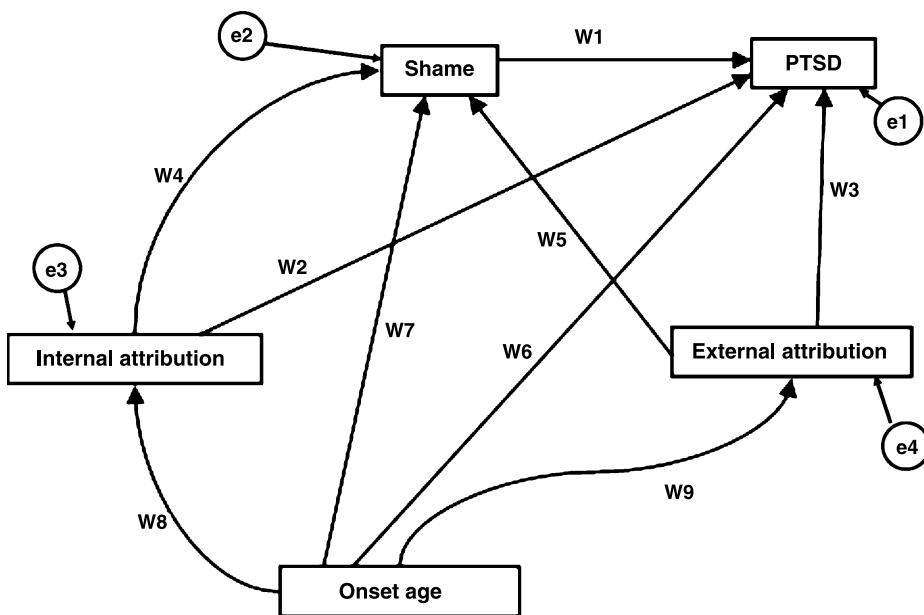 e2
W1
Shame
PTSD
e1
W4
W3
W5
e3
W2
W7
W6
Internal attribution
External attribution
e4
W9
W8
Onset age